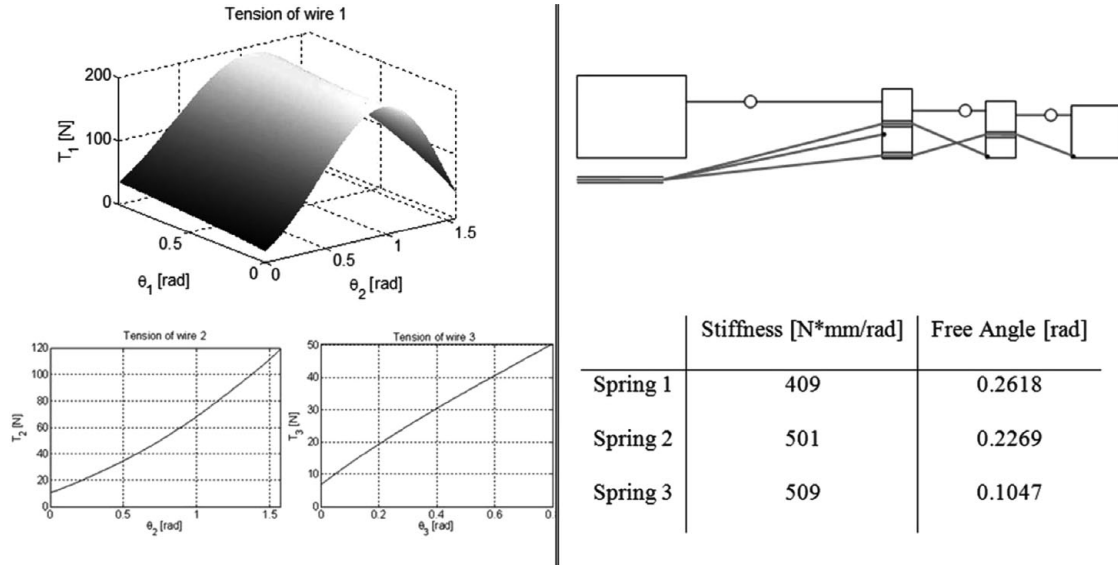 Tension of wire 1
200
100
0
T1 [N]
0.5
0
θ1 [rad]
0
0.5
1
1.5
θ2 [rad]
Tension of wire 2
120
100
80
60
40
20
0
T2 [N]
0
0.5
1
1.5
θ2 [rad]
Tension of wire 3
50
40
30
20
10
0
T3 [N]
0
0.2
0.4
0.6
0.8
θ3 [rad]
Stiffness [N*mm/rad] Free Angle [rad]
Spring 1 409 0.2618
Spring 2 501 0.2269
Spring 3 509 0.1047